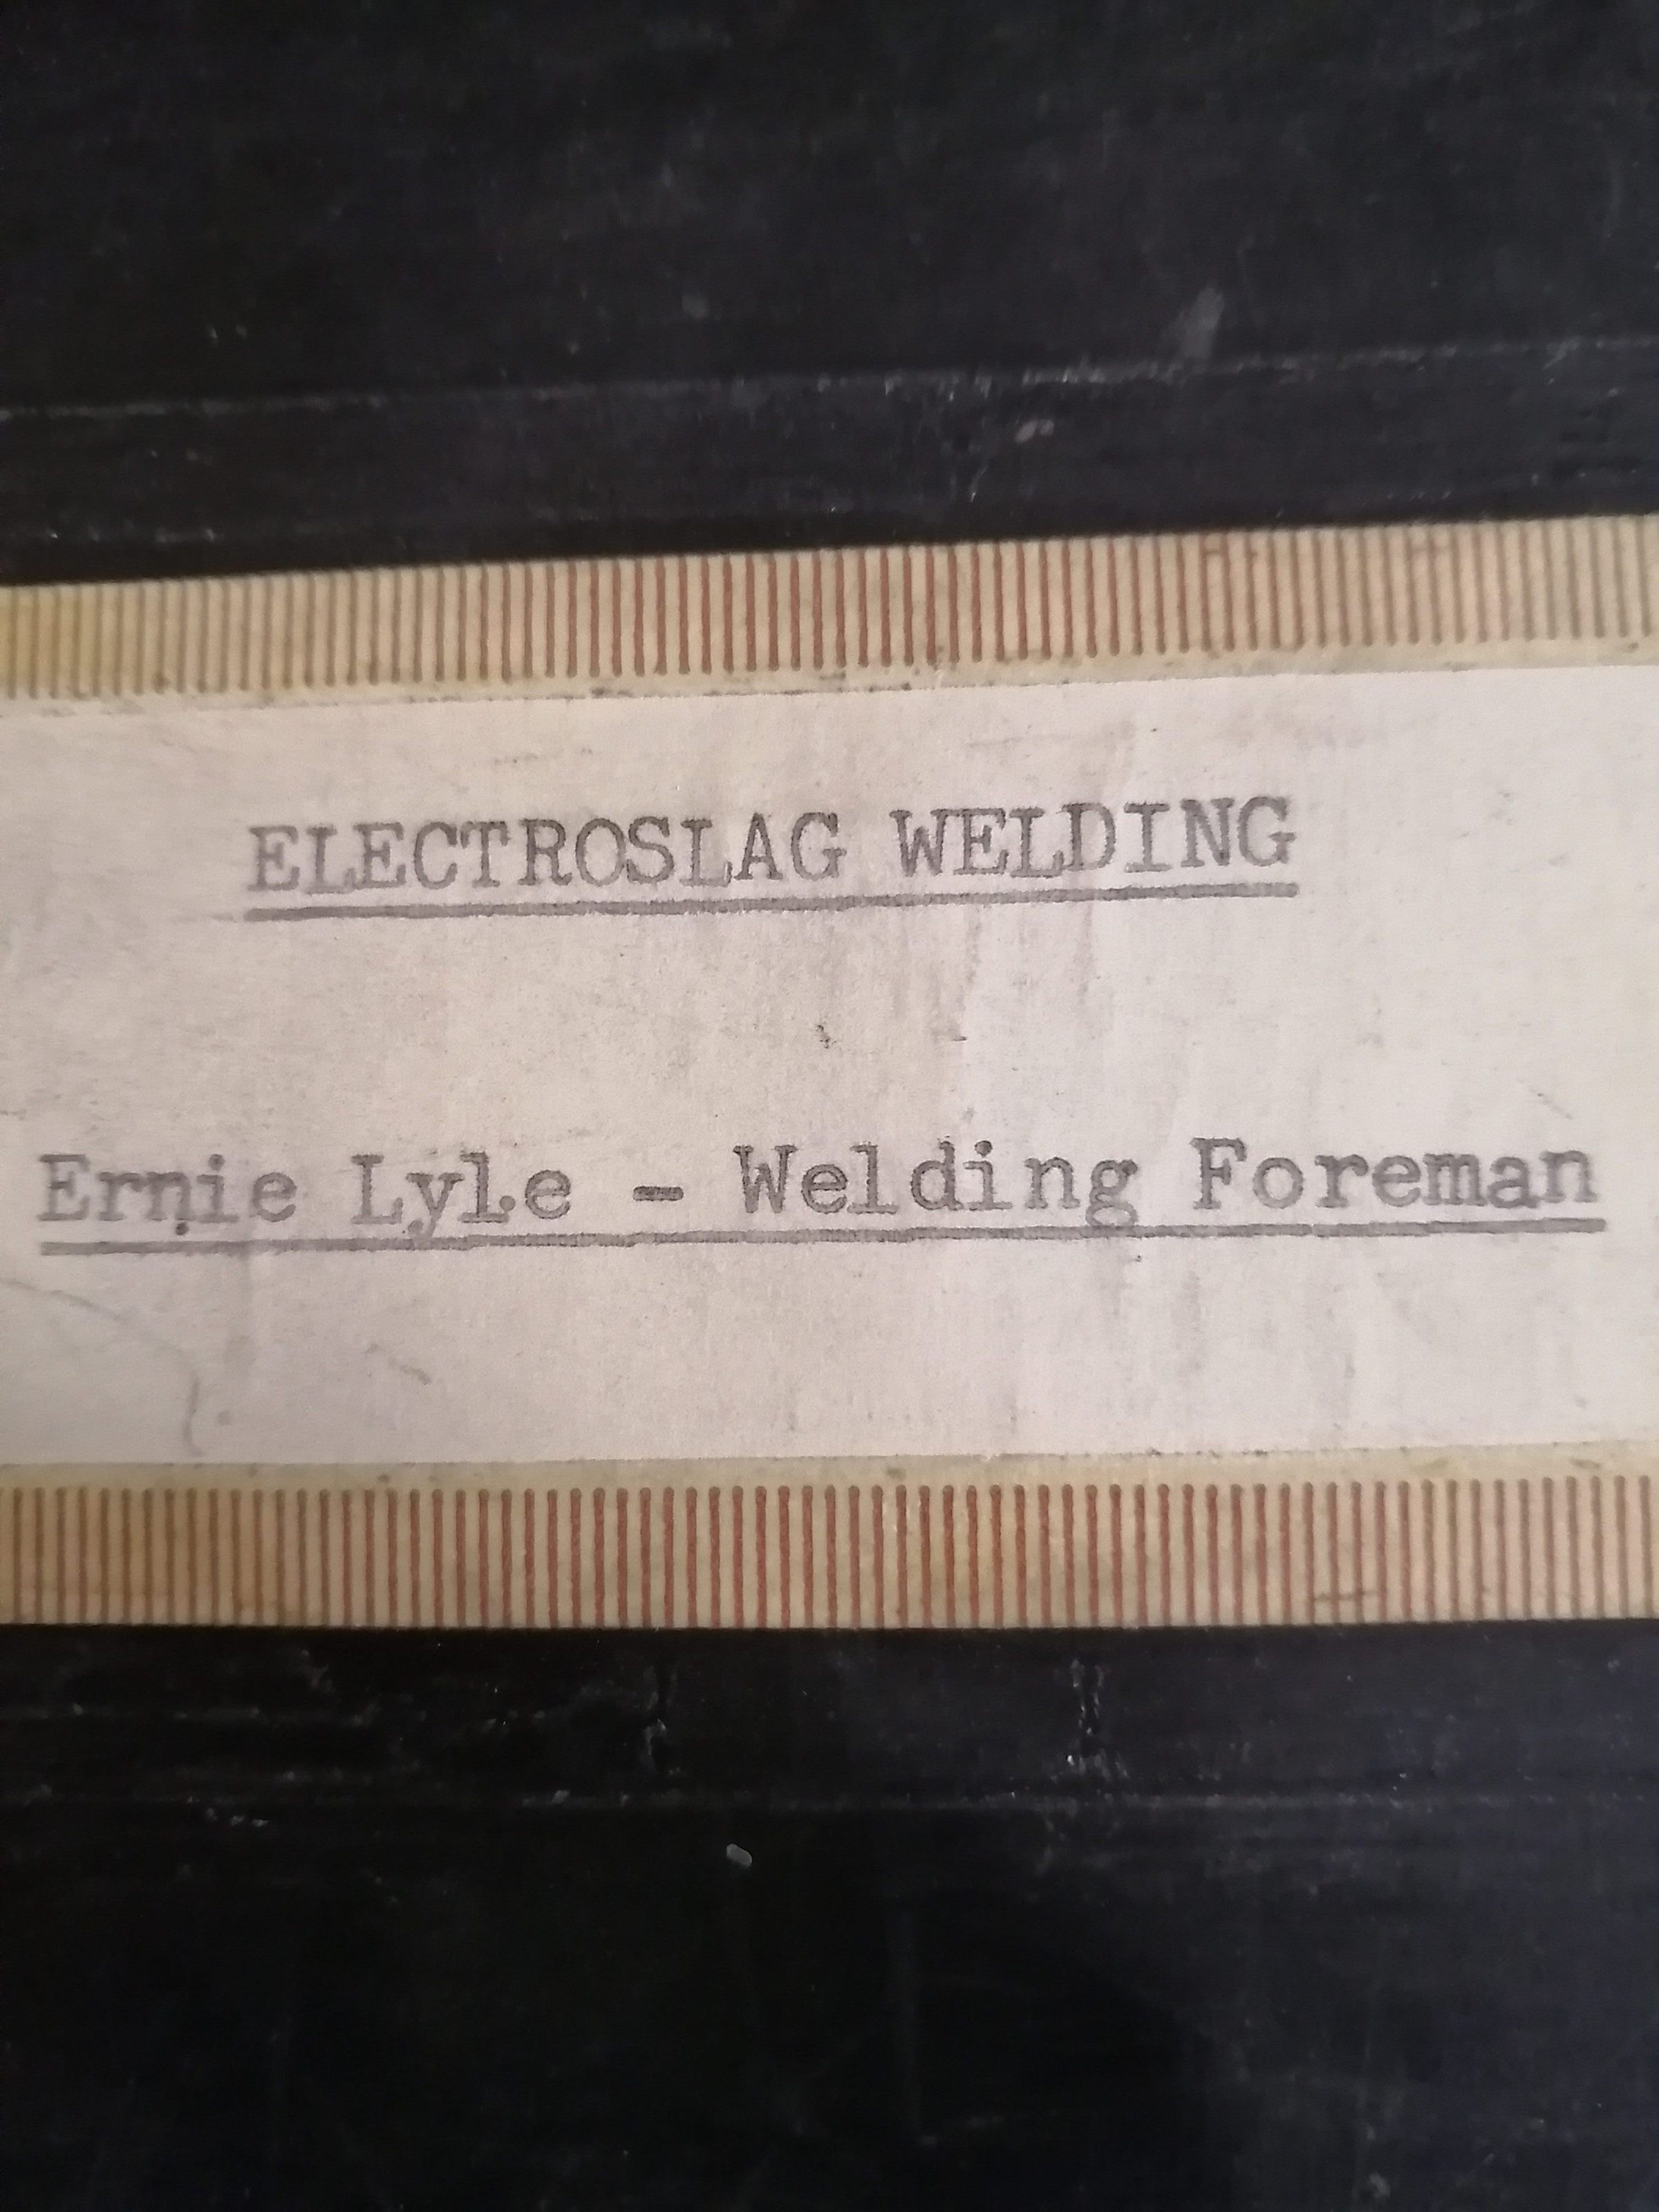 ELECTROSLAG WELDING
Ernie Lyle - Welding Foreman